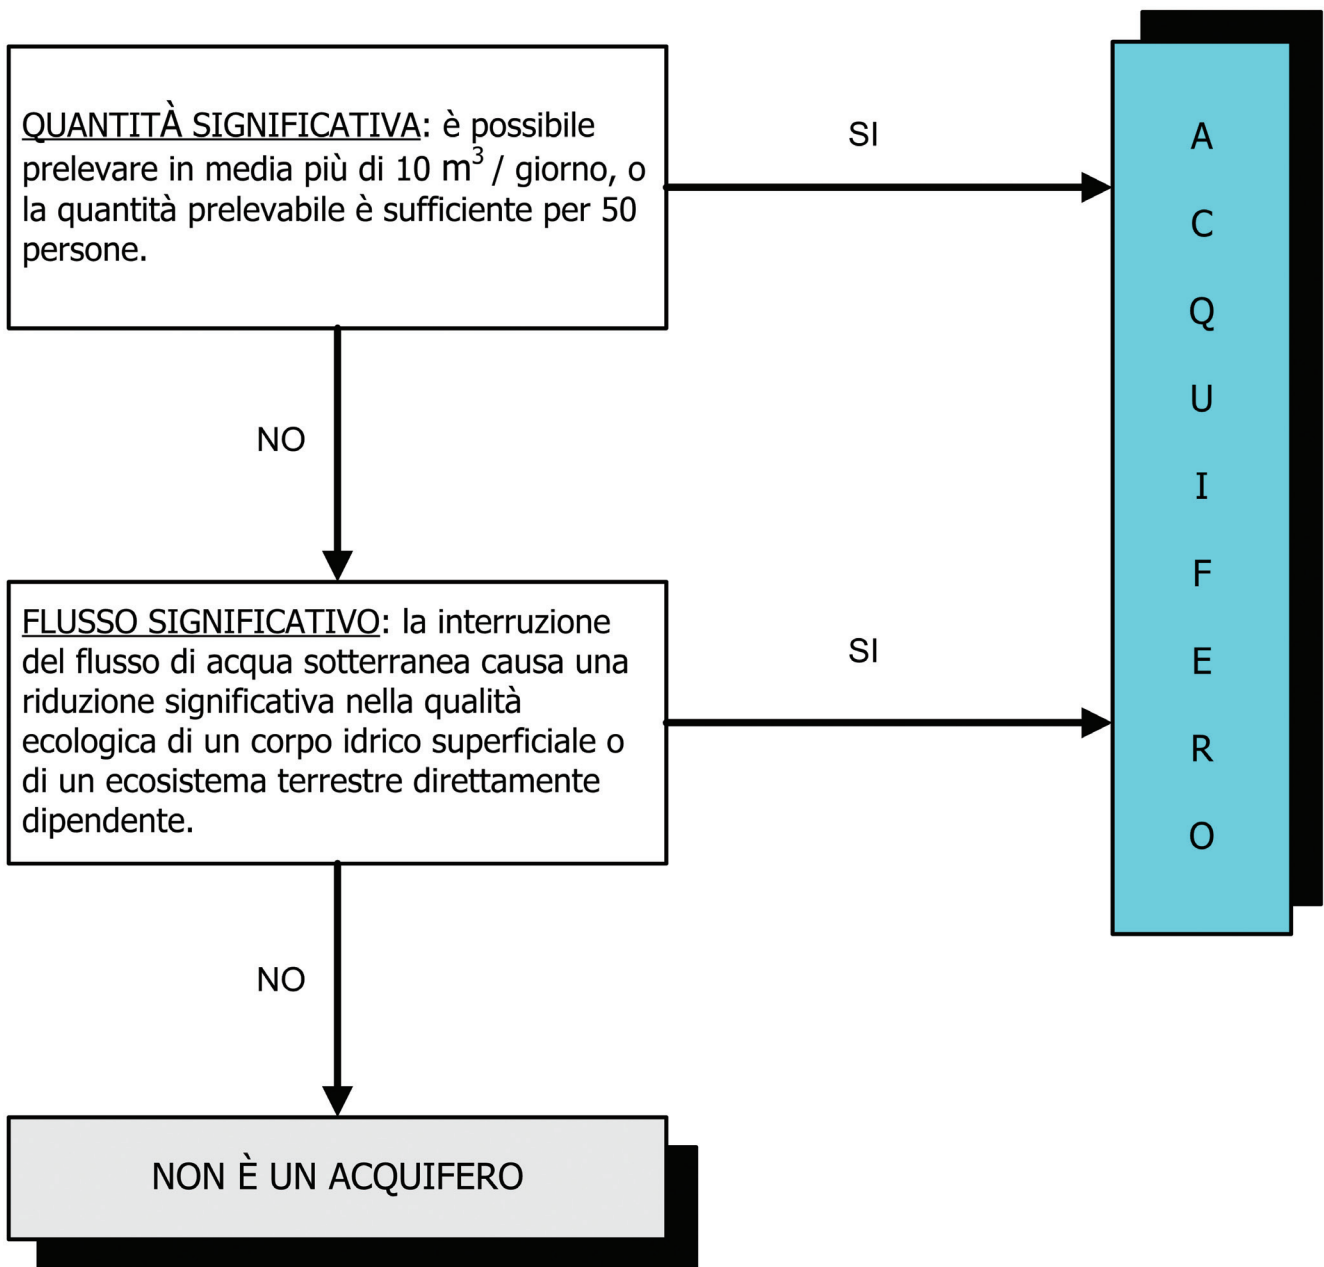 QUANTITÀ SIGNIFICATIVA: è possibile
prelevare in media più di 10 m³ / giorno, o
la quantità prelevabile è sufficiente per 50
persone.
SI
NO
FLUSSO SIGNIFICATIVO: la interruzione
del flusso di acqua sotterranea causa una
riduzione significativa nella qualità
ecologica di un corpo idrico superficiale o
di un ecosistema terrestre direttamente
dipendente.
SI
NO
NON È UN ACQUIFERO
A
C
Q
U
I
F
E
R
O